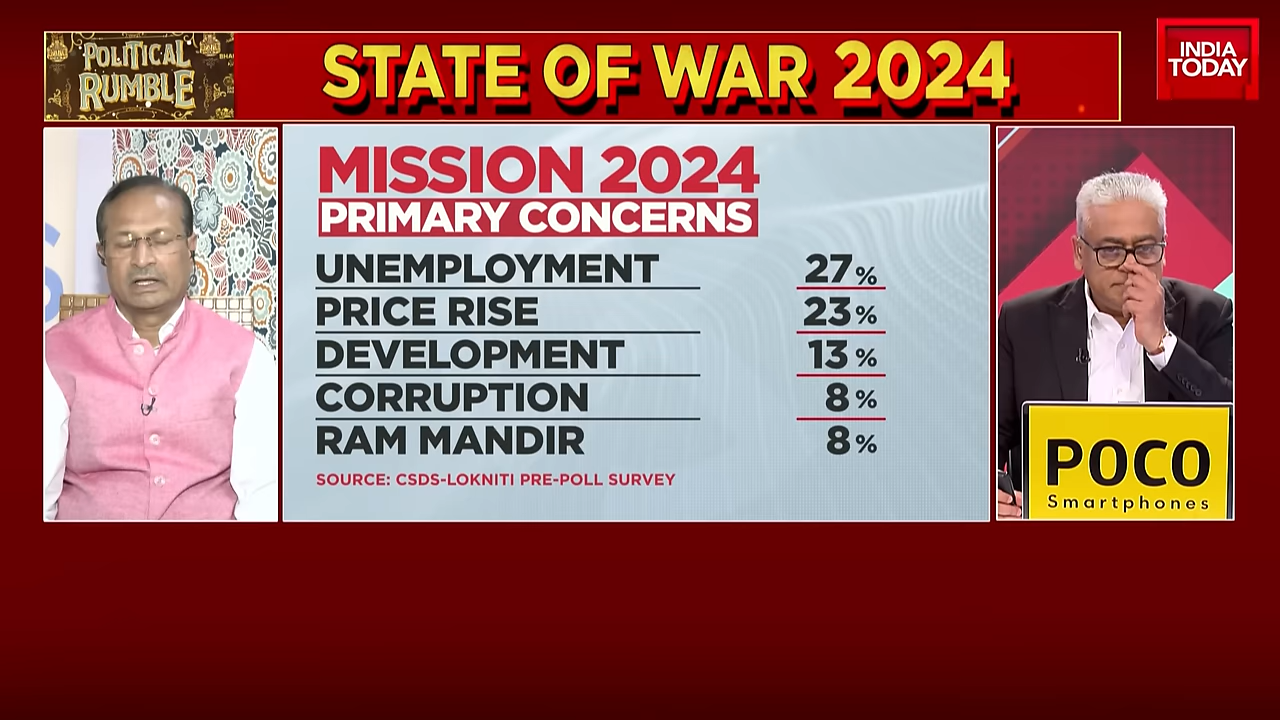 POLITICAL
RUMBLE
STATE OF WAR 2024
INDIA
TODAY
MISSION 2024
PRIMARY CONCERNS
UNEMPLOYMENT 27%
PRICE RISE 23%
DEVELOPMENT 13%
CORRUPTION 8%
RAM MANDIR 8%
SOURCE: CSDS-LOKNITI PRE-POLL SURVEY
POCO
Smartphones